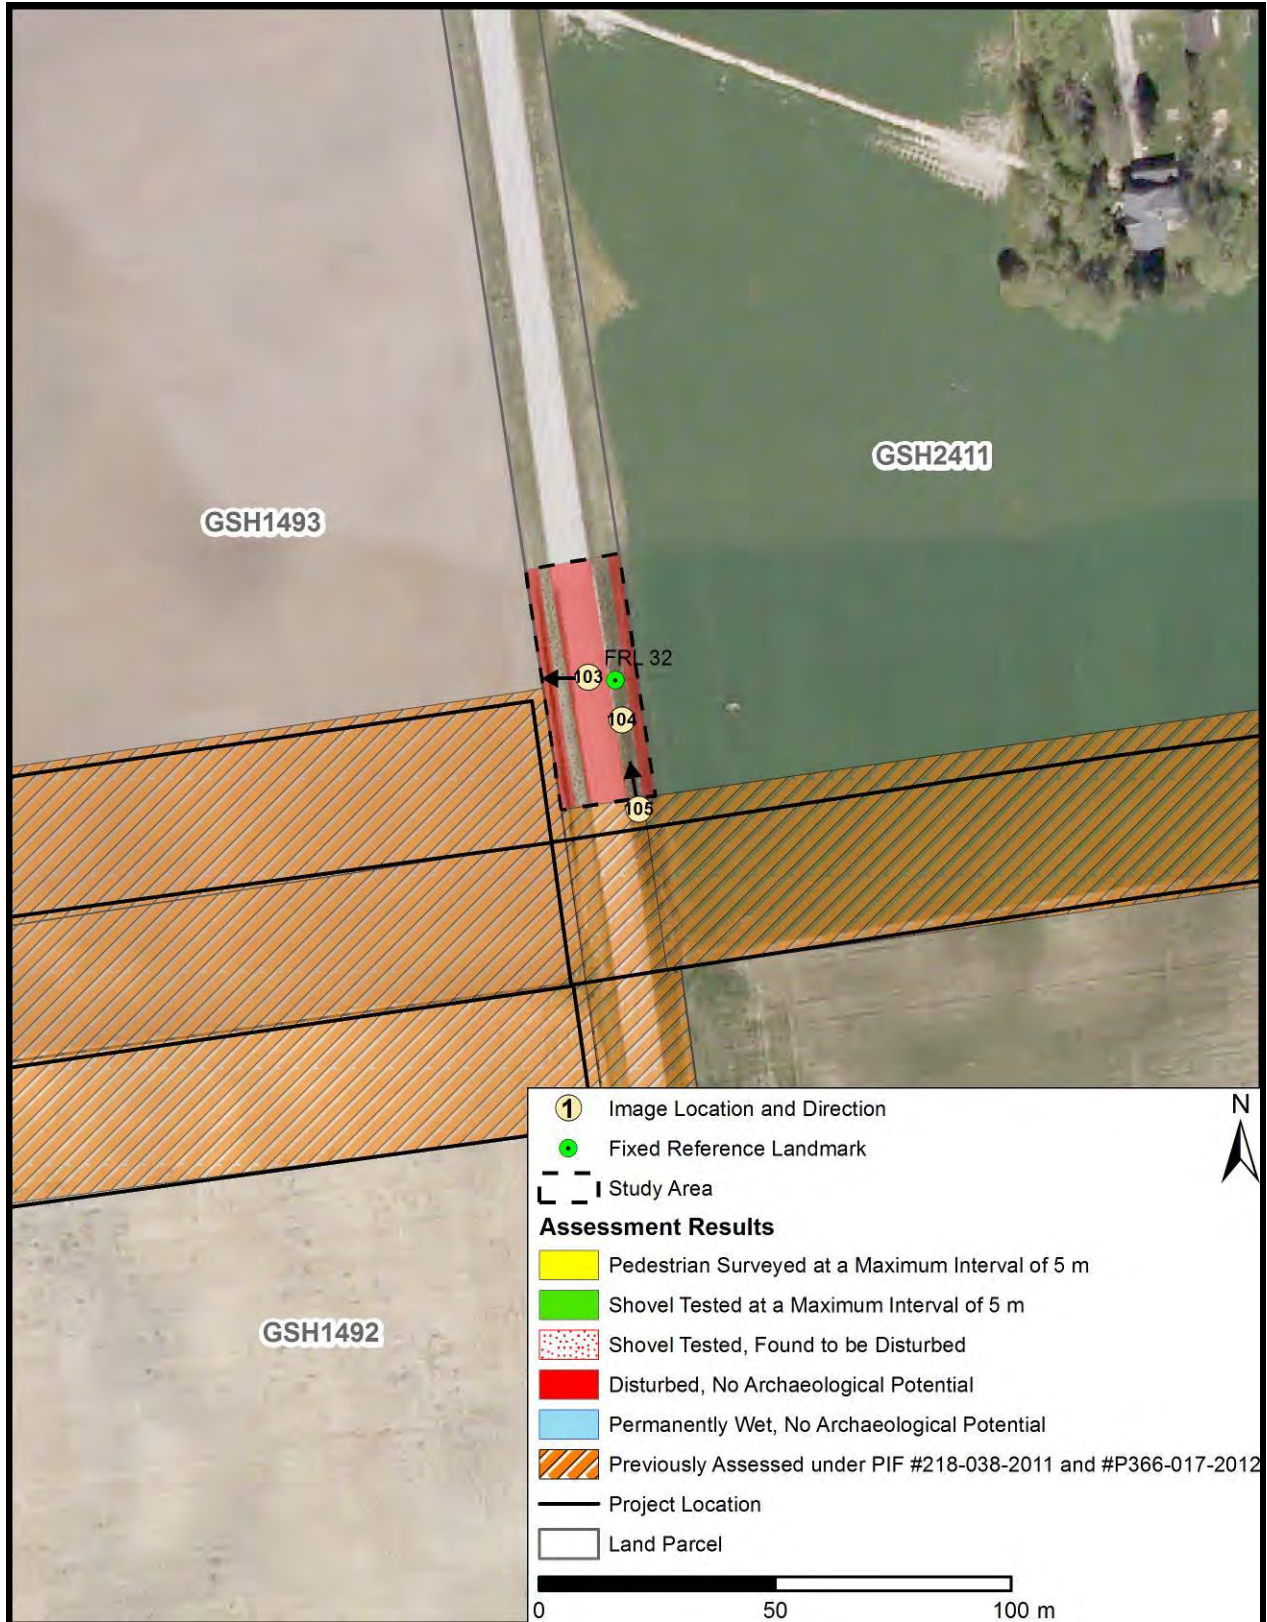 GSH2411
GSH1493
FRL 32
103
104
105
GSH1492
1 Image Location and Direction
Fixed Reference Landmark
Study Area
Assessment Results
Pedestrian Surveyed at a Maximum Interval of 5 m
Shovel Tested at a Maximum Interval of 5 m
Shovel Tested, Found to be Disturbed
Disturbed, No Archaeological Potential
Permanently Wet, No Archaeological Potential
Previously Assessed under PIF #218-038-2011 and #P366-017-2012
Project Location
Land Parcel
N
0 50 100 m